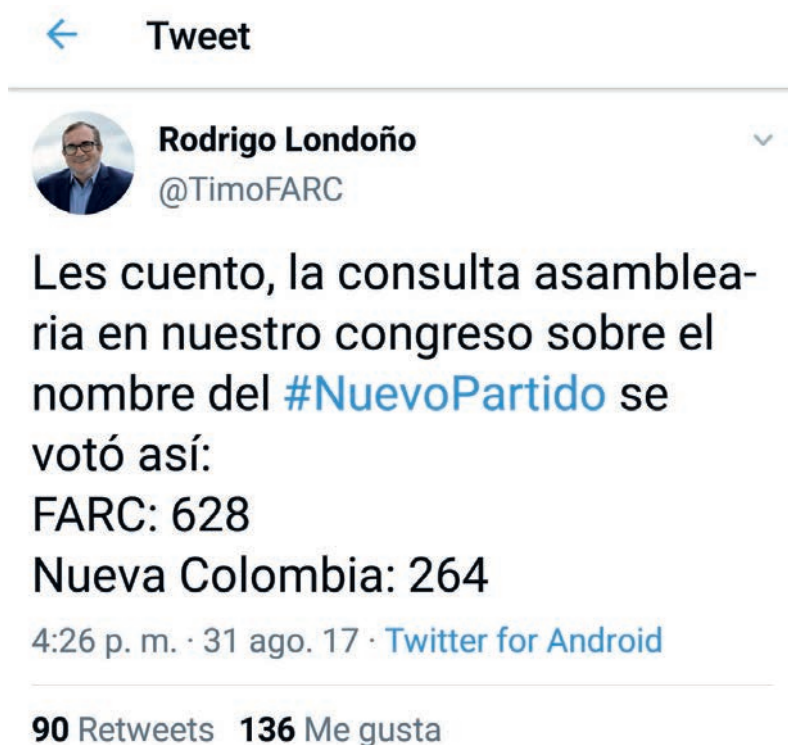 Tweet
Rodrigo Londoño
@TimoFARC
Les cuento, la consulta asamblea-
ria en nuestro congreso sobre el
nombre del #NuevoPartido se
votó así:
FARC: 628
Nueva Colombia: 264
4:26 p. m. · 31 ago. 17 · Twitter for Android
90 Retweets 136 Me gusta